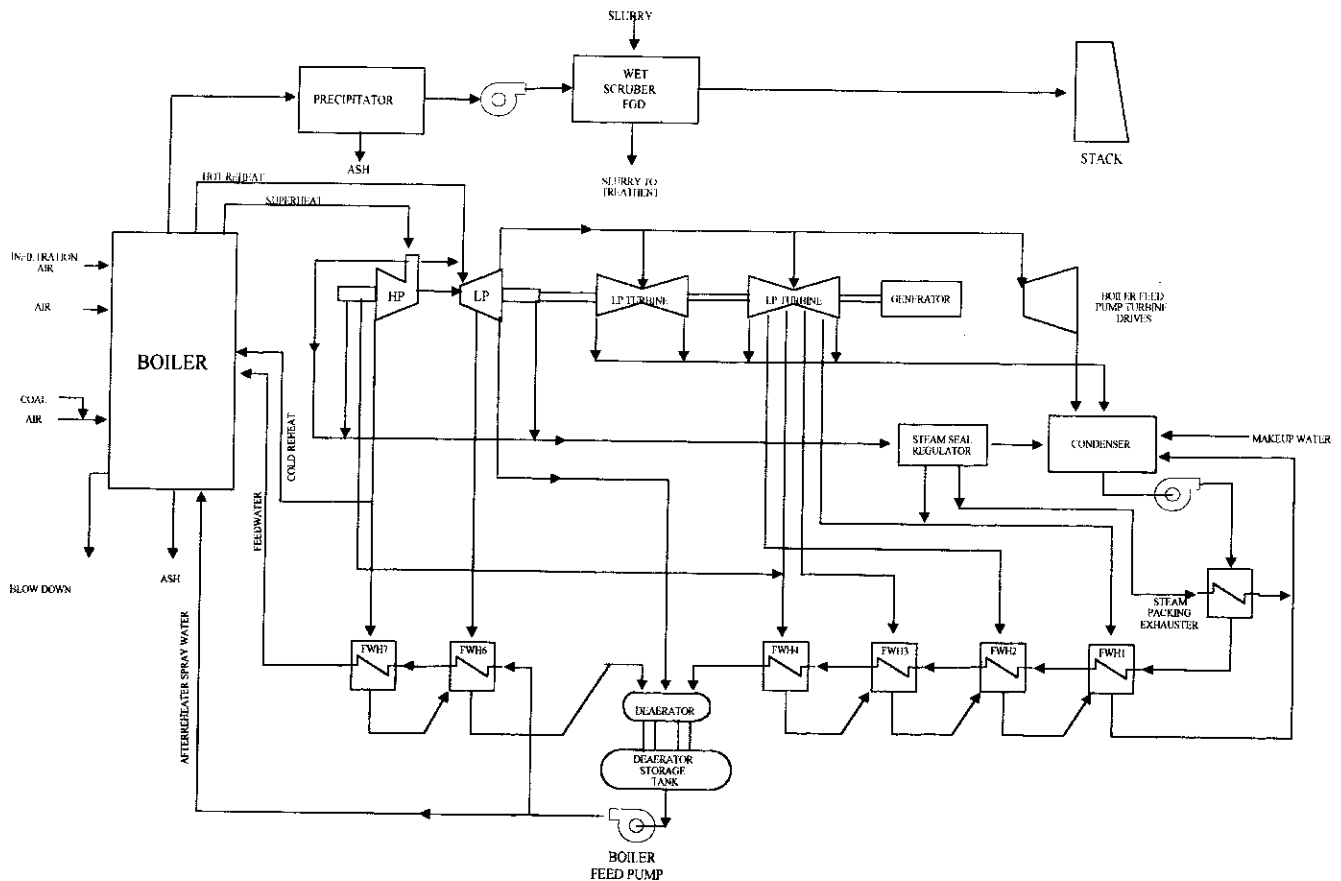 SLURRY
WET
SCRUBER
FGD
PRECIPITATOR
ASH
SLURRY TO
TREATMENT
STACK
HOT REHEAT
SUPERHEAT
INFILTRATION
AIR
AIR
COAL
AIR
BOILER
HP
LP
LP TURBINE
LP TURBINE
GENERATOR
BOILER FEED
PUMP TURBINE
DRIVES
COLD REHEAT
FEEDWATER
STEAM SEAL
REGULATOR
CONDENSER
MAKEUP WATER
BLOW DOWN
ASH
AFTERREHEATER SPRAY WATER
STEAM
PACKING
EXHAUSTER
FWH7
FWH6
FWH4
FWH3
FWH2
FWH1
DEAERATOR
DEAERATOR
STORAGE
TANK
BOILER
FEED PUMP